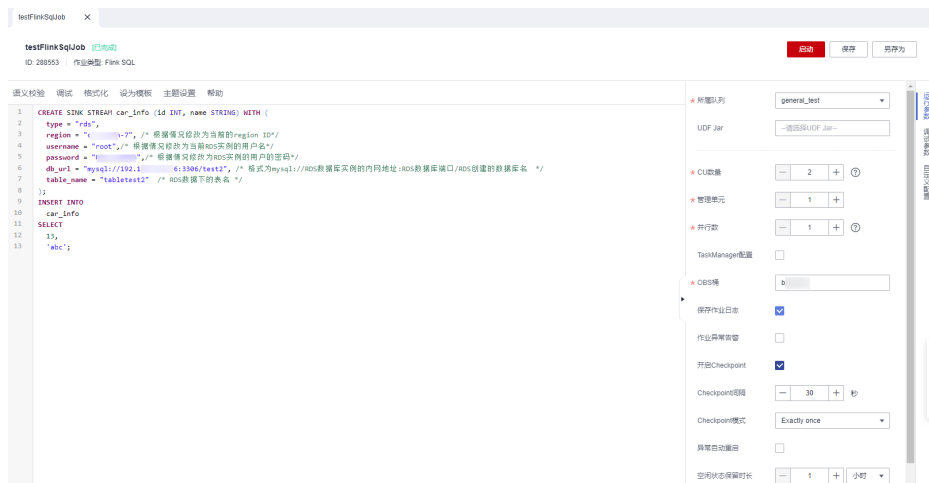 testFlinkSqlJob ×
testFlinkSqlJob [已完成]
ID: 288553 | 作业类型: Flink SQL
启动 保存 另存为
语义校验 调试 格式化 设为模板 主题设置 帮助
1 CREATE SINK STREAM car_info (id INT, name STRING) WITH (
2 type = "rds",
3 region = "c n-7", /* 根据情况修改为当前的region ID*/
4 username = "root",/* 根据情况修改为当前RDS实例的用户名*/
5 password = " ",/* 根据情况修改为RDS实例的用户的密码*/
6 db_url = "mysql://192.1 6:3306/test2", /* 格式为mysql://RDS数据库实例的内网地址:RDS数据库端口/RDS创建的数据库名 */
7 table_name = "tabletest2" /* RDS数据下的表名 */
8 );
9 INSERT INTO
10 car_info
11 SELECT
12 13,
13 'abc';
* 所属队列 general_test
UDF Jar --请选择UDF Jar--
* CU数量 — 2 + ?
* 管理单元 — 1 +
* 并行数 — 1 + ?
TaskManager配置
* OBS桶 b
保存作业日志
作业异常告警
开启Checkpoint
Checkpoint间隔 — 30 + 秒
Checkpoint模式 Exactly once
异常自动重启
空闲状态保留时长 — 1 + 小时
运行参数
调试参数
自定义配置